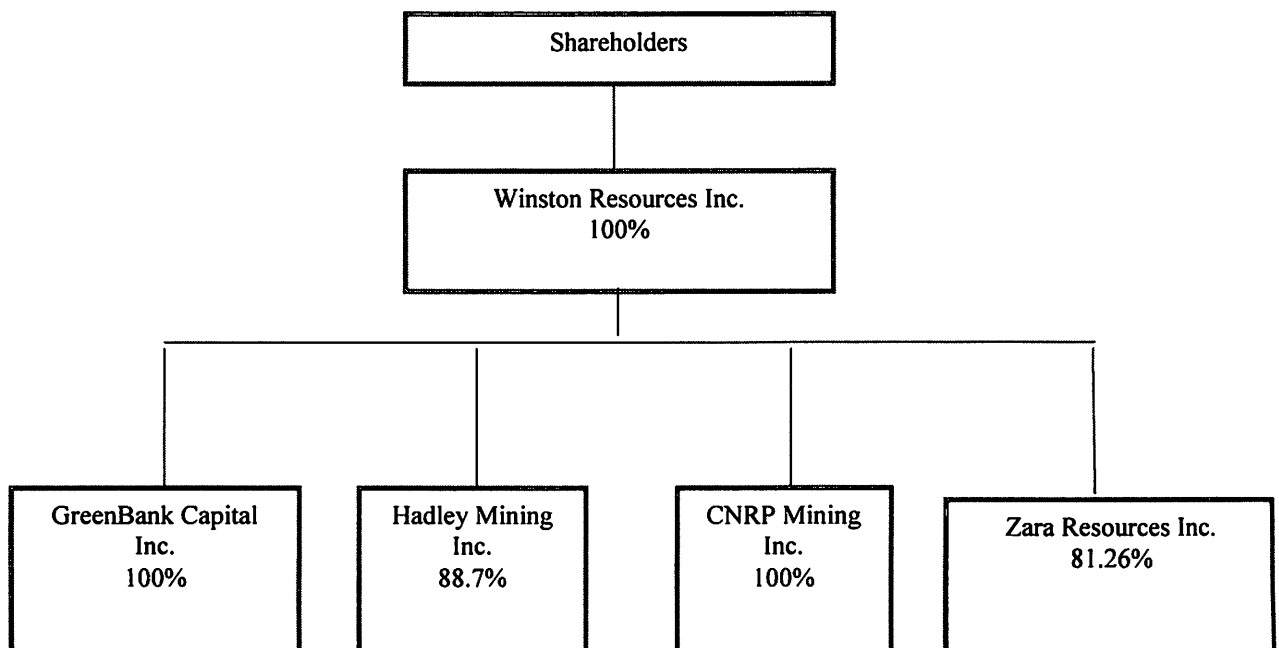 Shareholders
Winston Resources Inc.
100%
GreenBank Capital
Inc.
100%
Hadley Mining
Inc.
88.7%
CNRP Mining
Inc.
100%
Zara Resources Inc.
81.26%